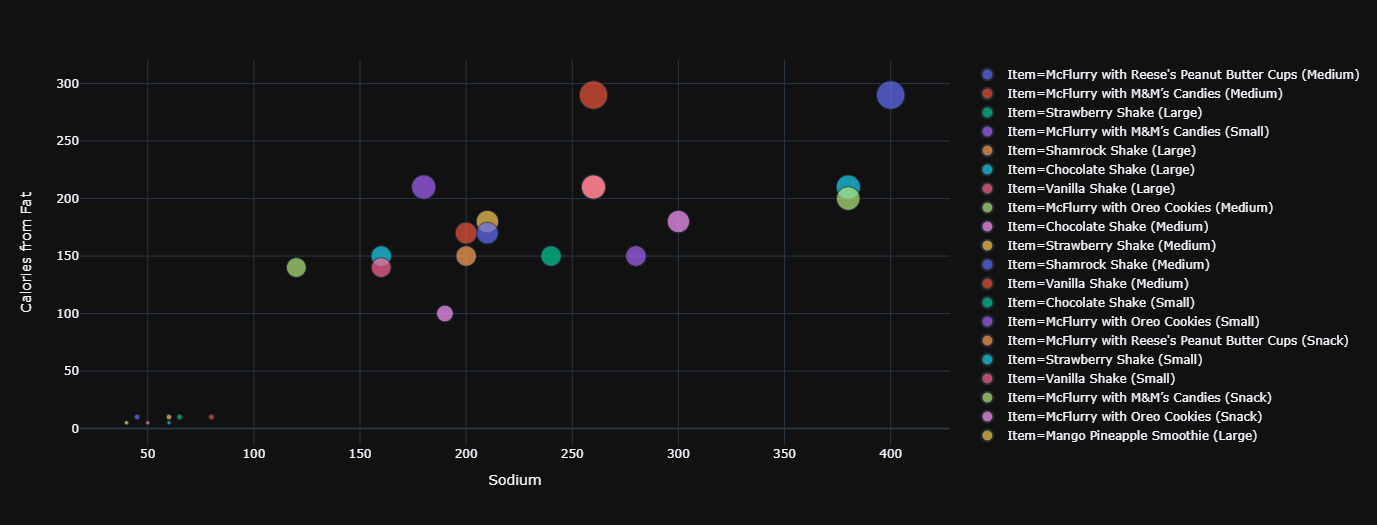 300
250
200
150
100
50
0
Calories from Fat
50 100 150 200 250 300 350 400
Sodium
Item=McFlurry with Reese's Peanut Butter Cups (Medium)
Item=McFlurry with M&M’s Candies (Medium)
Item=Strawberry Shake (Large)
Item=McFlurry with M&M’s Candies (Small)
Item=Shamrock Shake (Large)
Item=Chocolate Shake (Large)
Item=Vanilla Shake (Large)
Item=McFlurry with Oreo Cookies (Medium)
Item=Chocolate Shake (Medium)
Item=Strawberry Shake (Medium)
Item=Shamrock Shake (Medium)
Item=Vanilla Shake (Medium)
Item=Chocolate Shake (Small)
Item=McFlurry with Oreo Cookies (Small)
Item=McFlurry with Reese's Peanut Butter Cups (Snack)
Item=Strawberry Shake (Small)
Item=Vanilla Shake (Small)
Item=McFlurry with M&M’s Candies (Snack)
Item=McFlurry with Oreo Cookies (Snack)
Item=Mango Pineapple Smoothie (Large)